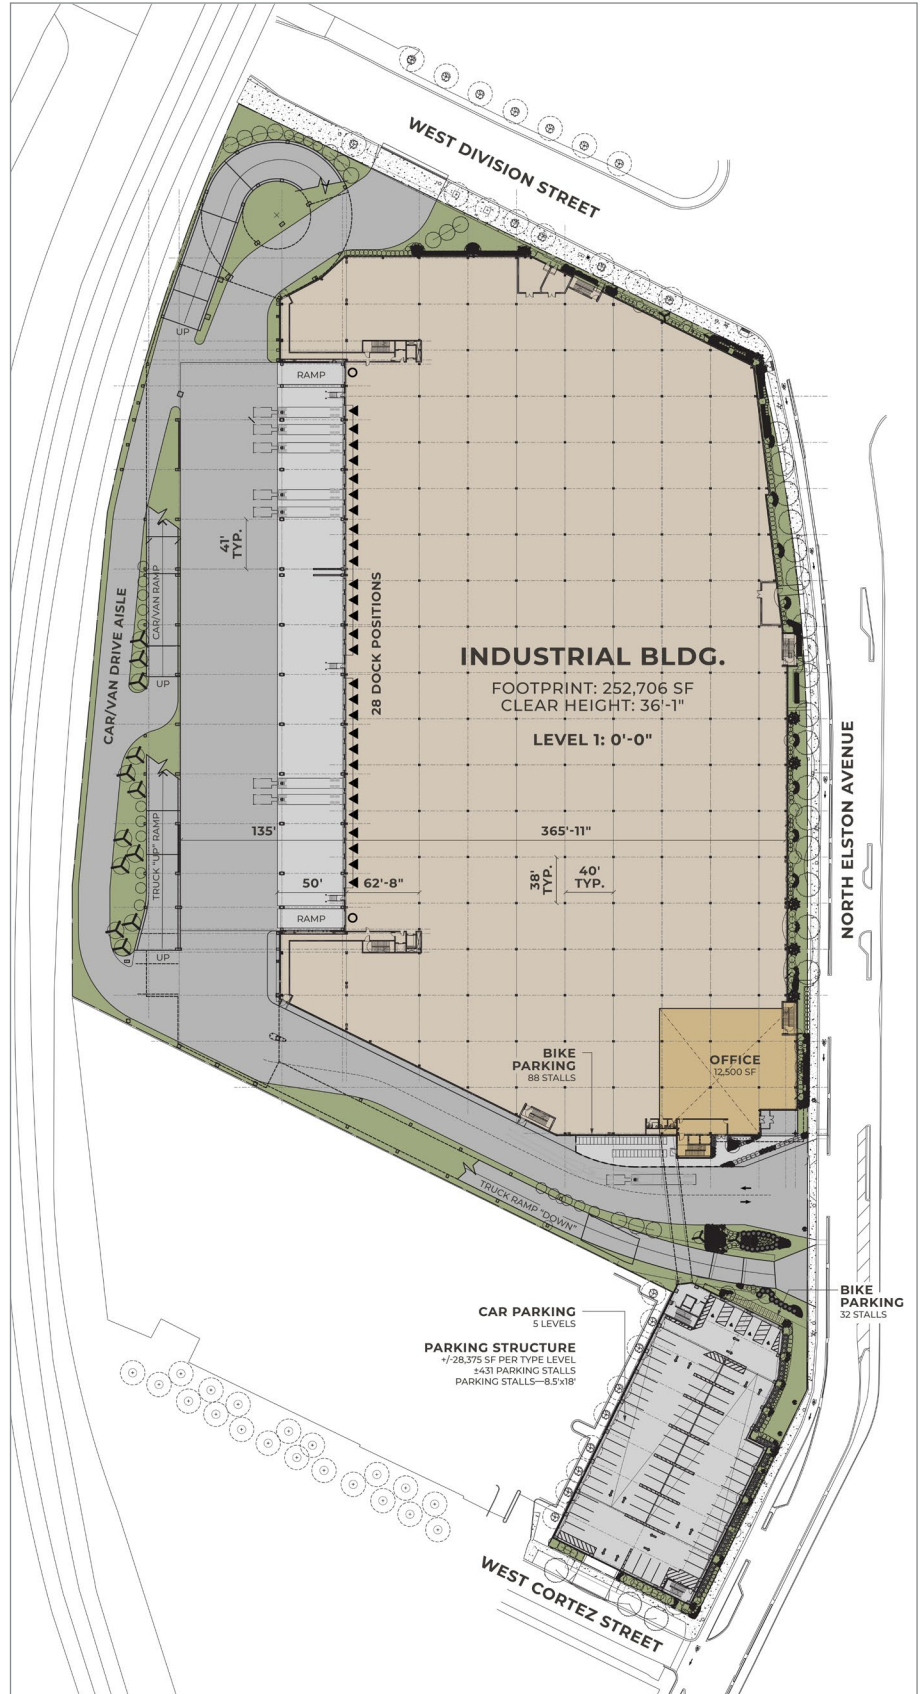 WEST DIVISION STREET
UP
RAMP
41'
TYP.
CAR/VAN RAMP
CAR/VAN DRIVE AISLE
28 DOCK POSITIONS
UP
INDUSTRIAL BLDG.
FOOTPRINT: 252,706 SF
CLEAR HEIGHT: 36'-1"
LEVEL 1: 0'-0"
NORTH ELSTON AVENUE
TRUCK "UP" RAMP
135'
365'-11"
50'
62'-8"
38'
TYP.
40'
TYP.
RAMP
UP
BIKE
PARKING
88 STALLS
OFFICE
12,500 SF
TRUCK RAMP "DOWN"
BIKE
PARKING
32 STALLS
CAR PARKING
5 LEVELS
PARKING STRUCTURE
+/-28,375 SF PER TYPE LEVEL
±431 PARKING STALLS
PARKING STALLS—8.5'x18'
WEST CORTEZ STREET